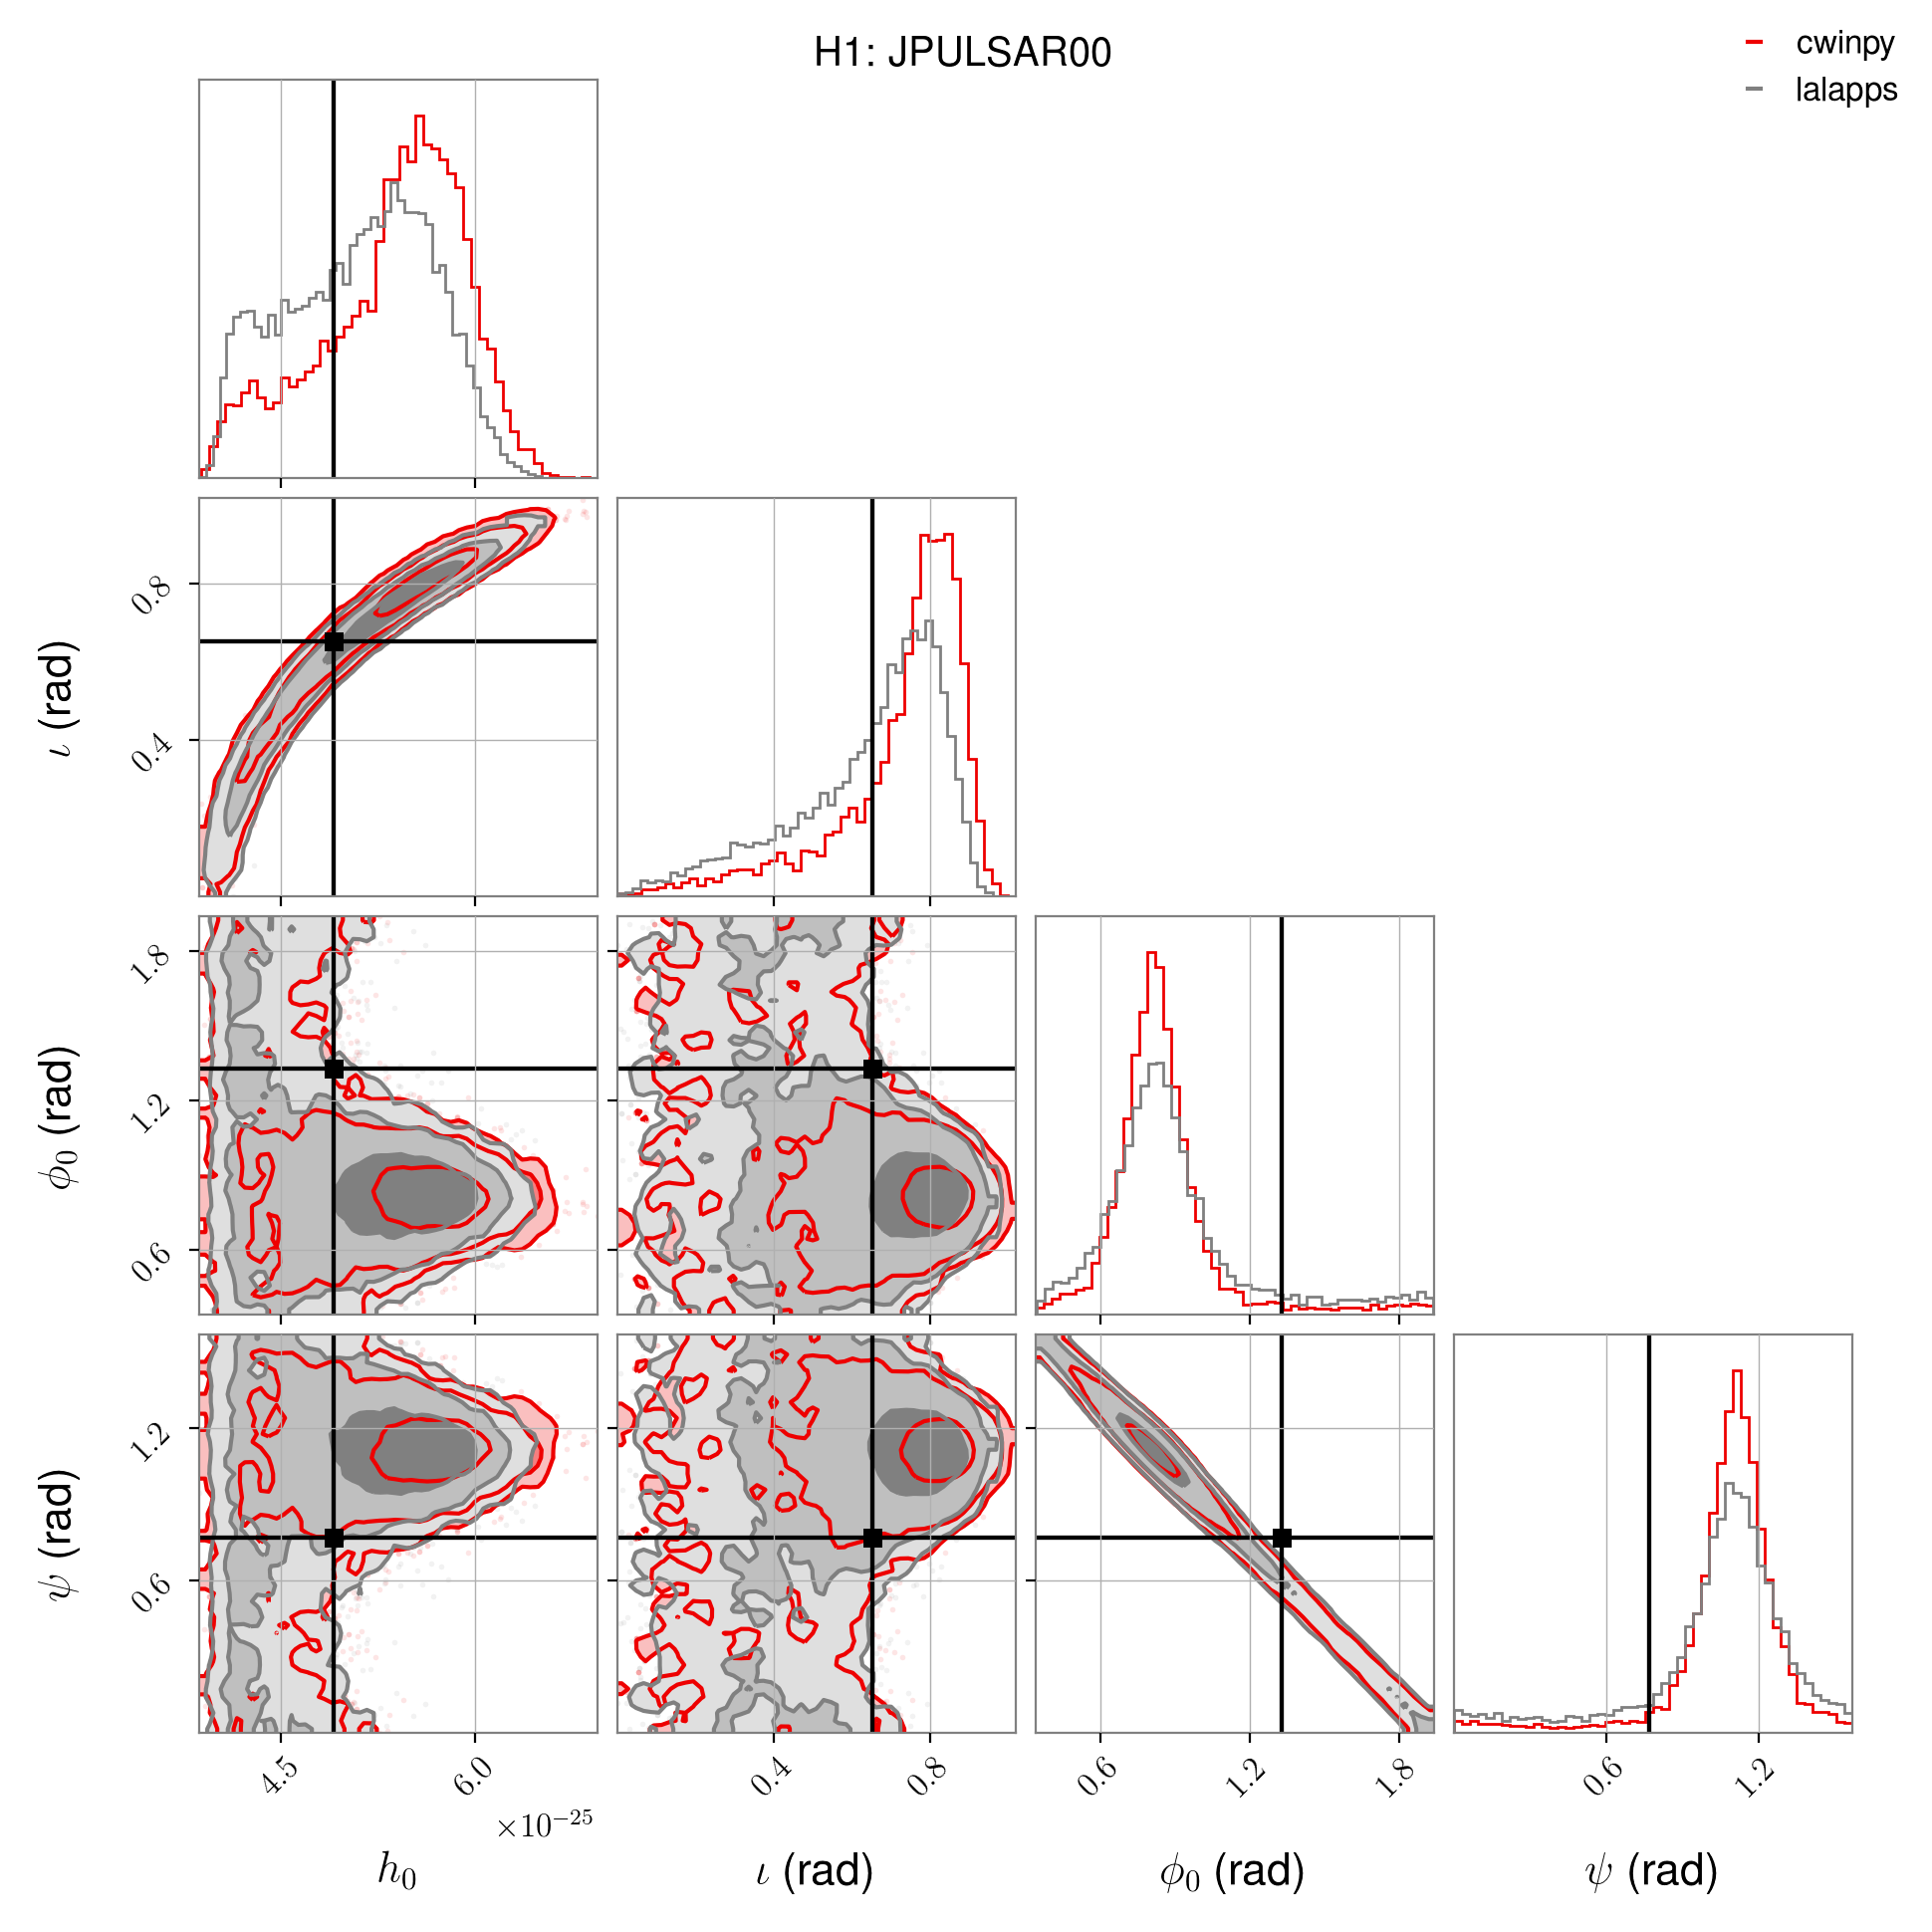 H1: JPULSAR00
cwinpy
lalapps
0.8
0.4
ι (rad)
1.8
1.2
0.6
ϕ₀ (rad)
1.2
0.6
ψ (rad)
4.5 6.0
×10⁻²⁵
0.4 0.8
0.6 1.2 1.8
0.6 1.2
h₀
ι (rad)
ϕ₀ (rad)
ψ (rad)